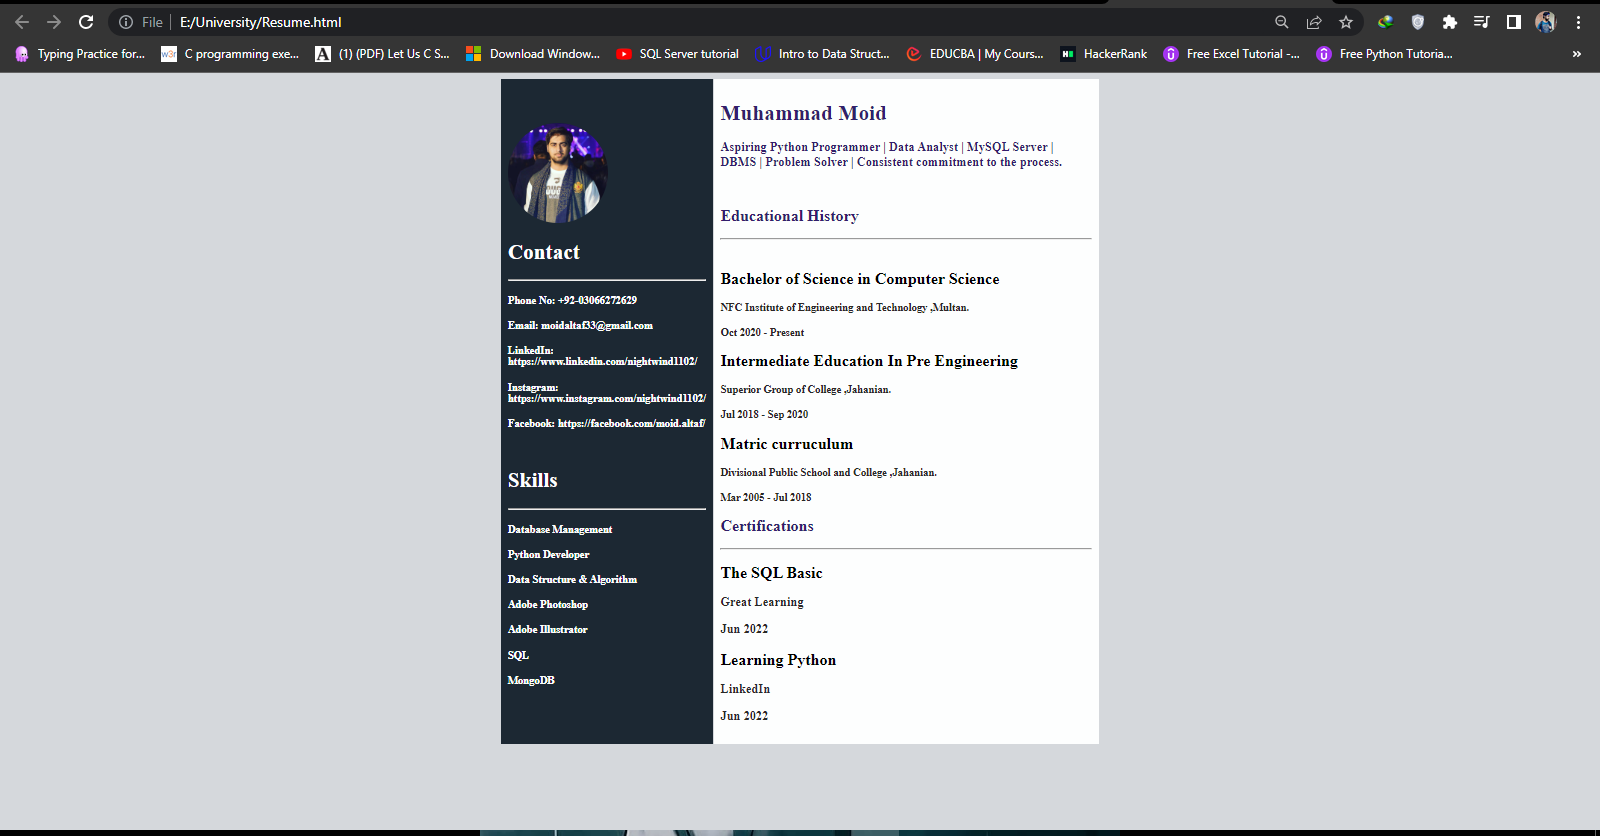 File | E:/University/Resume.html
Typing Practice for...
w3r
C programming exe...
A
(1) (PDF) Let Us C S...
Download Window...
SQL Server tutorial
Intro to Data Struct...
EDUCBA | My Cours...
HackerRank
Free Excel Tutorial -...
Free Python Tutoria...
»
Contact
Phone No: +92-03066272629
Email: moidaltaf33@gmail.com
LinkedIn:
https://www.linkedin.com/nightwind1102/
Instagram:
https://www.instagram.com/nightwind1102/
Facebook: https://facebook.com/moid.altaf/
Skills
Database Management
Python Developer
Data Structure & Algorithm
Adobe Photoshop
Adobe Illustrator
SQL
MongoDB
Muhammad Moid
Aspiring Python Programmer | Data Analyst | MySQL Server |
DBMS | Problem Solver | Consistent commitment to the process.
Educational History
Bachelor of Science in Computer Science
NFC Institute of Engineering and Technology ,Multan.
Oct 2020 - Present
Intermediate Education In Pre Engineering
Superior Group of College ,Jahanian.
Jul 2018 - Sep 2020
Matric curruculum
Divisional Public School and College ,Jahanian.
Mar 2005 - Jul 2018
Certifications
The SQL Basic
Great Learning
Jun 2022
Learning Python
LinkedIn
Jun 2022